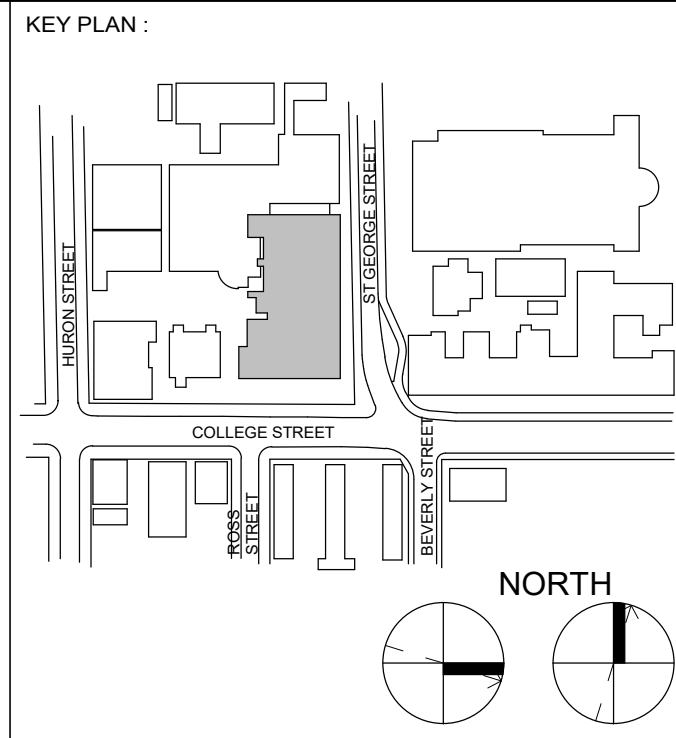 KEY PLAN :
ST GEORGE STREET
HURON STREET
COLLEGE STREET
BEVERLY STREET
ROSS
STREET
NORTH